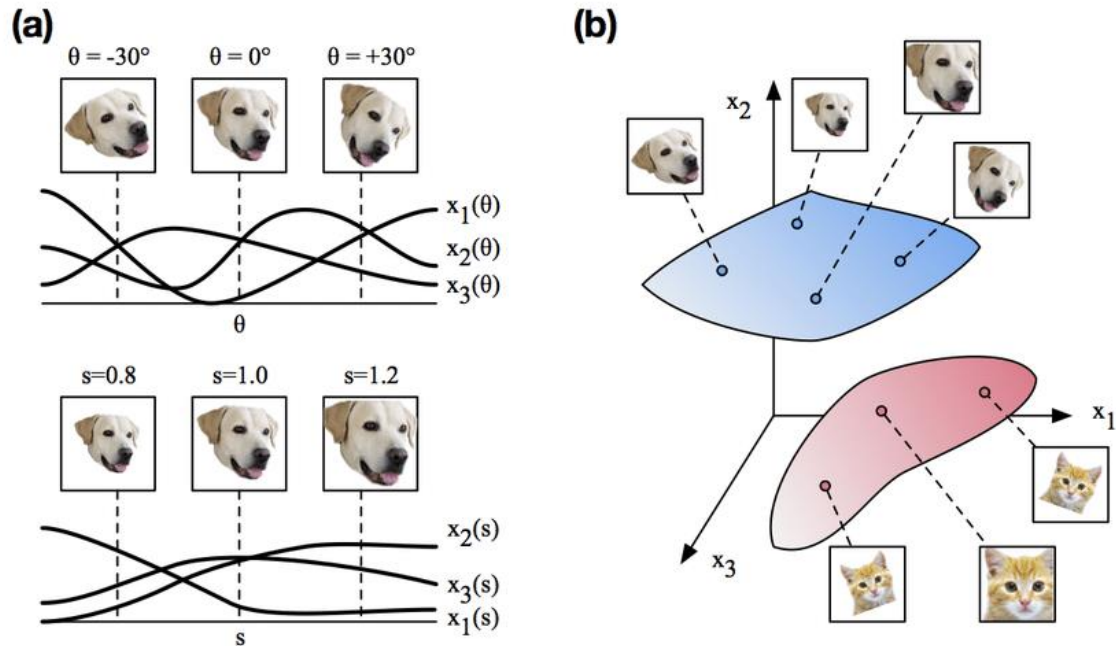 (a)
θ = -30° θ = 0° θ = +30°
x1(θ)
x2(θ)
x3(θ)
θ
s=0.8 s=1.0 s=1.2
x2(s)
x3(s)
x1(s)
s
(b)
x2
x1
x3